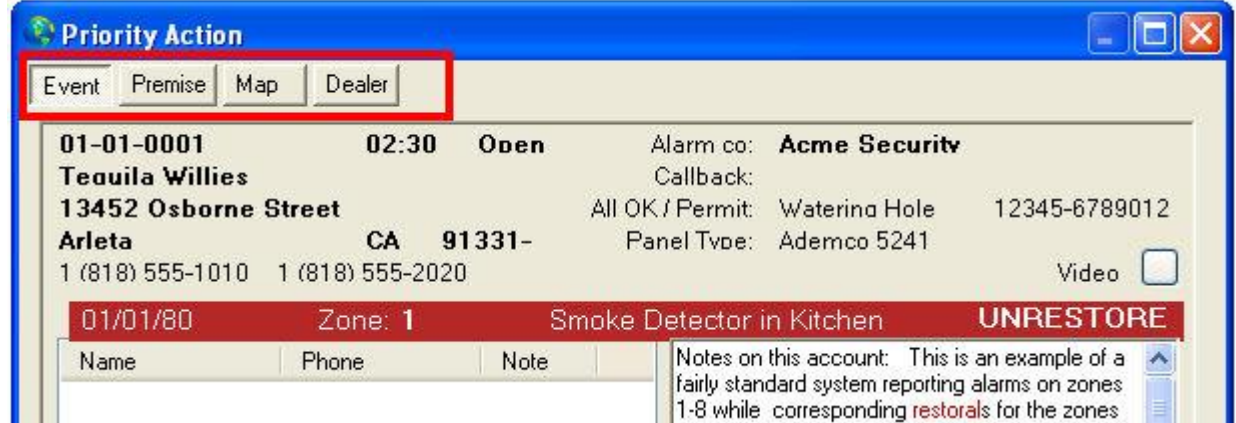 Priority Action
Event Premise Map Dealer
01-01-0001 02:30 Open Alarm co: Acme Security
Tequila Willies Callback:
13452 Osborne Street All OK / Permit: Watering Hole 12345-6789012
Arleta CA 91331- Panel Type: Ademco 5241
1 (818) 555-1010 1 (818) 555-2020 Video
01/01/80 Zone: 1 Smoke Detector in Kitchen UNRESTORE
Name Phone Note
Notes on this account: This is an example of a
fairly standard system reporting alarms on zones
1-8 while corresponding restorals for the zones